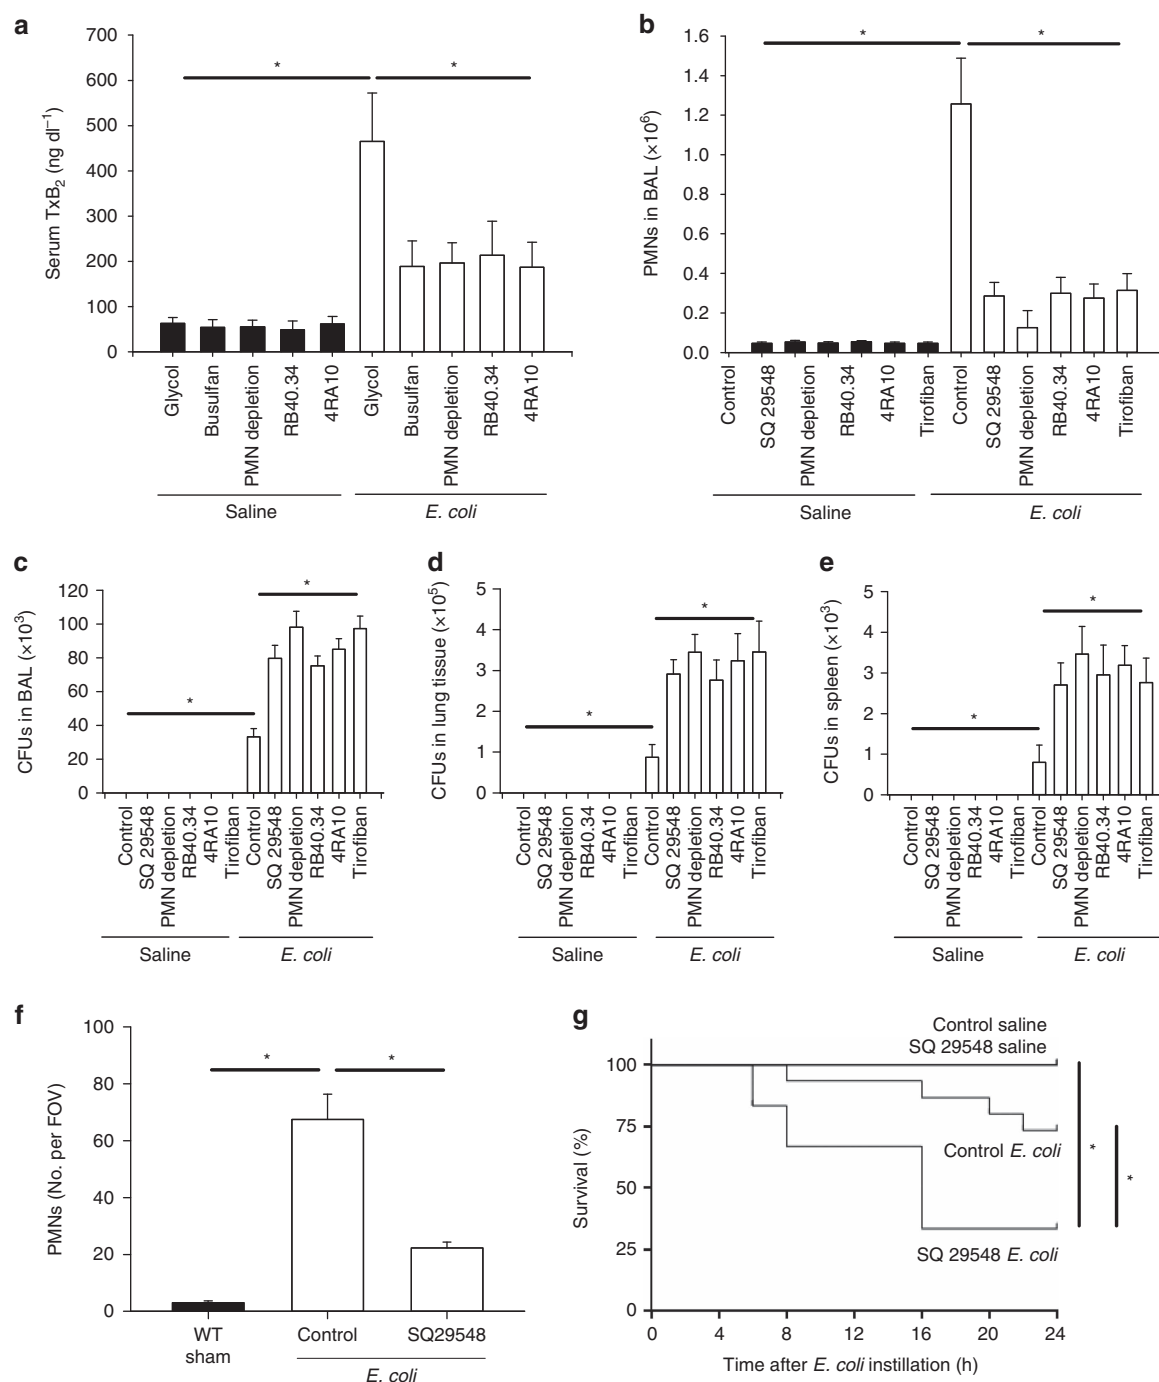 a
700
600
500
400
300
200
100
0
Serum TxB₂ (ng dl⁻¹)
*
*
Glycol
Busulfan
PMN depletion
RB40.34
4RA10
Glycol
Busulfan
PMN depletion
RB40.34
4RA10
Saline
E. coli
b
1.6
1.4
1.2
1.0
0.8
0.6
0.4
0.2
0.0
PMNs in BAL (×10⁶)
*
*
Control
SQ 29548
PMN depletion
RB40.34
4RA10
Tirofiban
Control
SQ 29548
PMN depletion
RB40.34
4RA10
Tirofiban
Saline
E. coli
c
120
100
80
60
40
20
0
CFUs in BAL (×10³)
*
*
Control
SQ 29548
PMN depletion
RB40.34
4RA10
Tirofiban
Control
SQ 29548
PMN depletion
RB40.34
4RA10
Tirofiban
Saline
E. coli
d
5
4
3
2
1
0
CFUs in lung tissue (×10⁵)
*
*
Control
SQ 29548
PMN depletion
RB40.34
4RA10
Tirofiban
Control
SQ 29548
PMN depletion
RB40.34
4RA10
Tirofiban
Saline
E. coli
e
5
4
3
2
1
0
CFUs in spleen (×10³)
*
*
Control
SQ 29548
PMN depletion
RB40.34
4RA10
Tirofiban
Control
SQ 29548
PMN depletion
RB40.34
4RA10
Tirofiban
Saline
E. coli
f
100
80
60
40
20
0
PMNs (No. per FOV)
*
*
WT
sham
Control
SQ29548
E. coli
g
Control saline
SQ 29548 saline
100
75
50
25
0
Survival (%)
Control E. coli
SQ 29548 E. coli
*
*
0
4
8
12
16
20
24
Time after E. coli instillation (h)